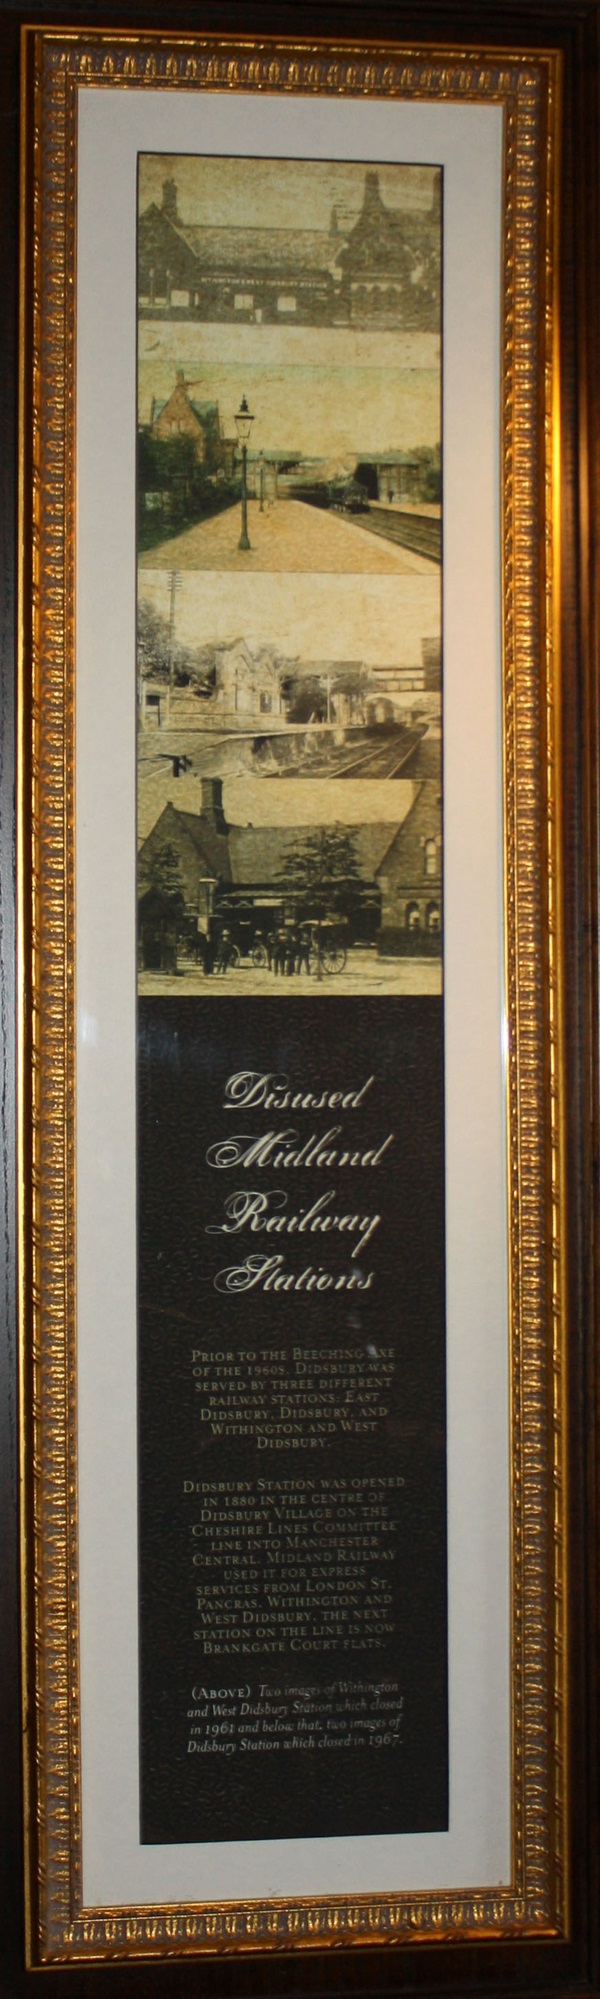 Disused
Midland
Railway
Stations
PRIOR TO THE BEECHING AXE
OF THE 1960S, DIDSBURY WAS
SERVED BY THREE DIFFERENT
RAILWAY STATIONS: EAST
DIDSBURY, DIDSBURY, AND
WITHINGTON AND WEST
DIDSBURY.
DIDSBURY STATION WAS OPENED
IN 1880 IN THE CENTRE OF
DIDSBURY VILLAGE ON THE
CHESHIRE LINES COMMITTEE
LINE INTO MANCHESTER
CENTRAL. MIDLAND RAILWAY
USED IT FOR EXPRESS
SERVICES FROM LONDON ST.
PANCRAS. WITHINGTON AND
WEST DIDSBURY, THE NEXT
STATION ON THE LINE IS NOW
BRANKGATE COURT FLATS.
(ABOVE) Two images of Withington
and West Didsbury Station which closed
in 1961 and below that, two images of
Didsbury Station which closed in 1967.